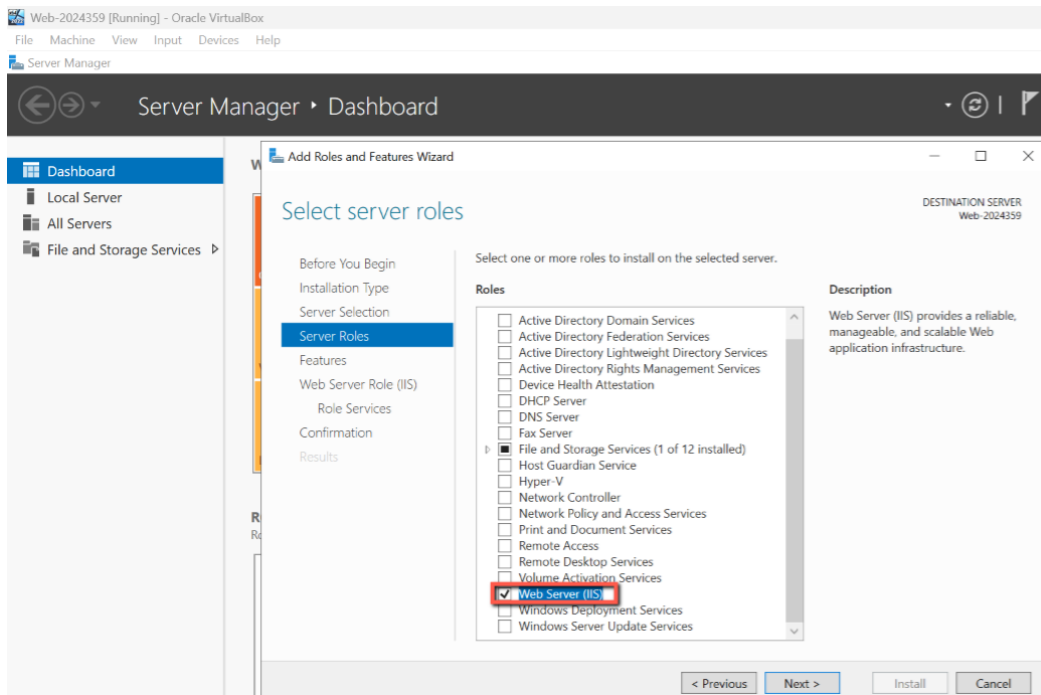 Web-2024359 [Running] - Oracle VirtualBox
File Machine View Input Devices Help
Server Manager
Server Manager ‣ Dashboard
Dashboard
Local Server
All Servers
File and Storage Services
Add Roles and Features Wizard
Select server roles
DESTINATION SERVER
Web-2024359
Before You Begin
Installation Type
Server Selection
Server Roles
Features
Web Server Role (IIS)
Role Services
Confirmation
Results
Select one or more roles to install on the selected server.
Roles
Active Directory Domain Services
Active Directory Federation Services
Active Directory Lightweight Directory Services
Active Directory Rights Management Services
Device Health Attestation
DHCP Server
DNS Server
Fax Server
File and Storage Services (1 of 12 installed)
Host Guardian Service
Hyper-V
Network Controller
Network Policy and Access Services
Print and Document Services
Remote Access
Remote Desktop Services
Volume Activation Services
Web Server (IIS)
Windows Deployment Services
Windows Server Update Services
Description
Web Server (IIS) provides a reliable,
manageable, and scalable Web
application infrastructure.
< Previous
Next >
Install
Cancel